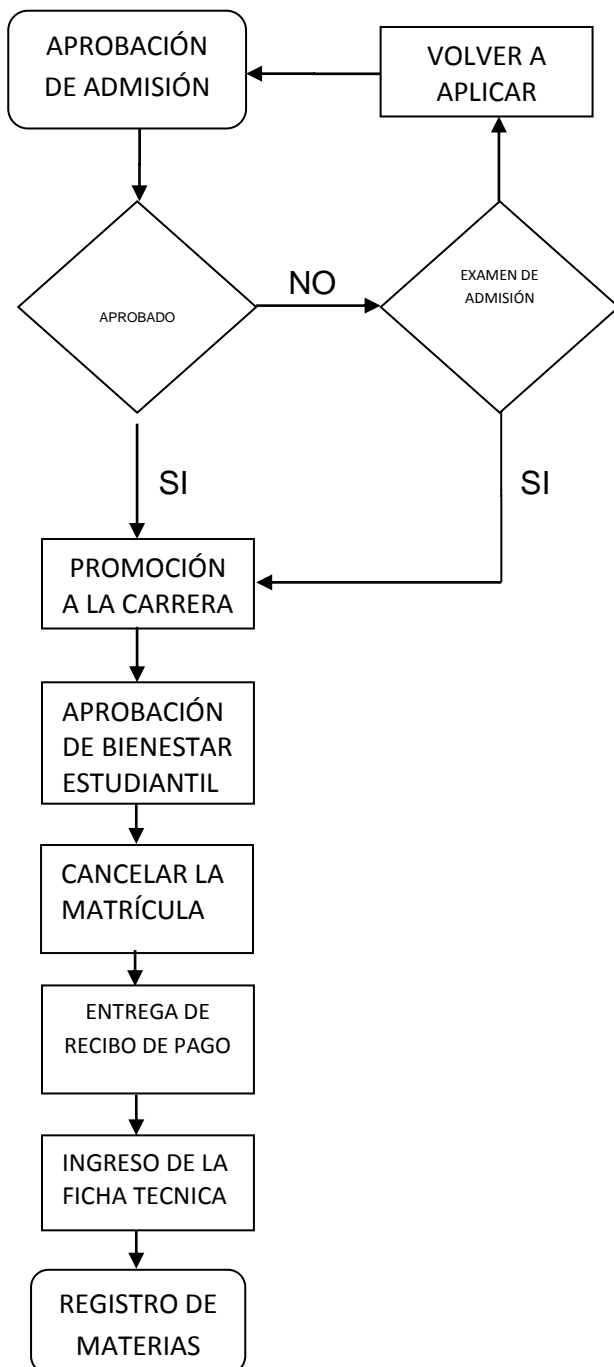 APROBACIÓN
DE ADMISIÓN
VOLVER A
APLICAR
APROBADO
NO
EXAMEN DE
ADMISIÓN
SI
SI
PROMOCIÓN
A LA CARRERA
APROBACIÓN
DE BIENESTAR
ESTUDIANTIL
CANCELAR LA
MATRÍCULA
ENTREGA DE
RECIBO DE PAGO
INGRESO DE LA
FICHA TECNICA
REGISTRO DE
MATERIAS